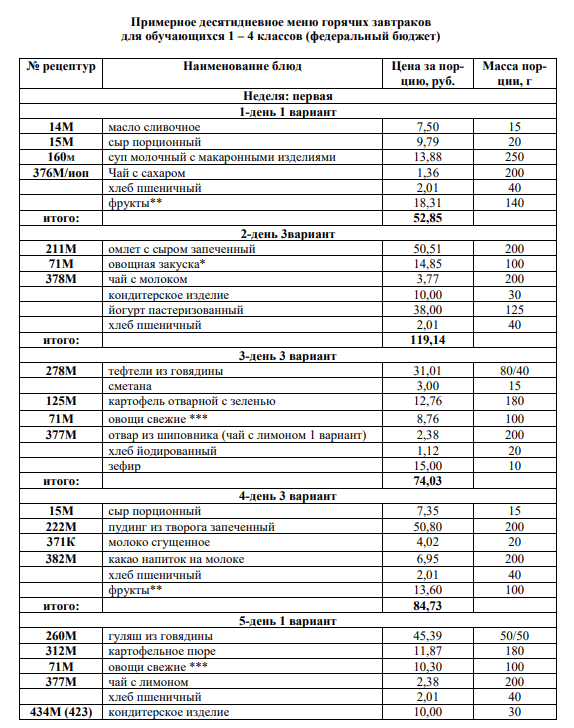 Примерное десятидневное меню горячих завтраков
для обучающихся 1 – 4 классов (федеральный бюджет)
№ рецептур Наименование блюд Цена за пор- Масса пор-
цию, руб. ции, г
Неделя: первая
1-день 1 вариант
14М масло сливочное 7,50 15
15М сыр порционный 9,79 20
160м суп молочный с макаронными изделиями 13,88 250
376М/иоп Чай с сахаром 1,36 200
хлеб пшеничный 2,01 40
фрукты** 18,31 140
итого: 52,85
2-день 3вариант
211М омлет с сыром запеченный 50,51 200
71М овощная закуска* 14,85 100
378М чай с молоком 3,77 200
кондитерское изделие 10,00 30
йогурт пастеризованный 38,00 125
хлеб пшеничный 2,01 40
итого: 119,14
3-день 3 вариант
278М тефтели из говядины 31,01 80/40
сметана 3,00 15
125М картофель отварной с зеленью 12,76 180
71М овощи свежие *** 8,76 100
377М отвар из шиповника (чай с лимоном 1 вариант) 2,38 200
хлеб йодированный 1,12 20
зефир 15,00 10
итого: 74,03
4-день 3 вариант
15М сыр порционный 7,35 15
222М пудинг из творога запеченный 50,80 200
371К молоко сгущенное 4,02 20
382М какао напиток на молоке 6,95 200
хлеб пшеничный 2,01 40
фрукты** 13,60 100
итого: 84,73
5-день 1 вариант
260М гуляш из говядины 45,39 50/50
312М картофельное пюре 11,87 180
71М овощи свежие *** 10,30 100
377М чай с лимоном 2,38 200
хлеб пшеничный 2,01 40
434М (423) кондитерское изделие 10,00 30